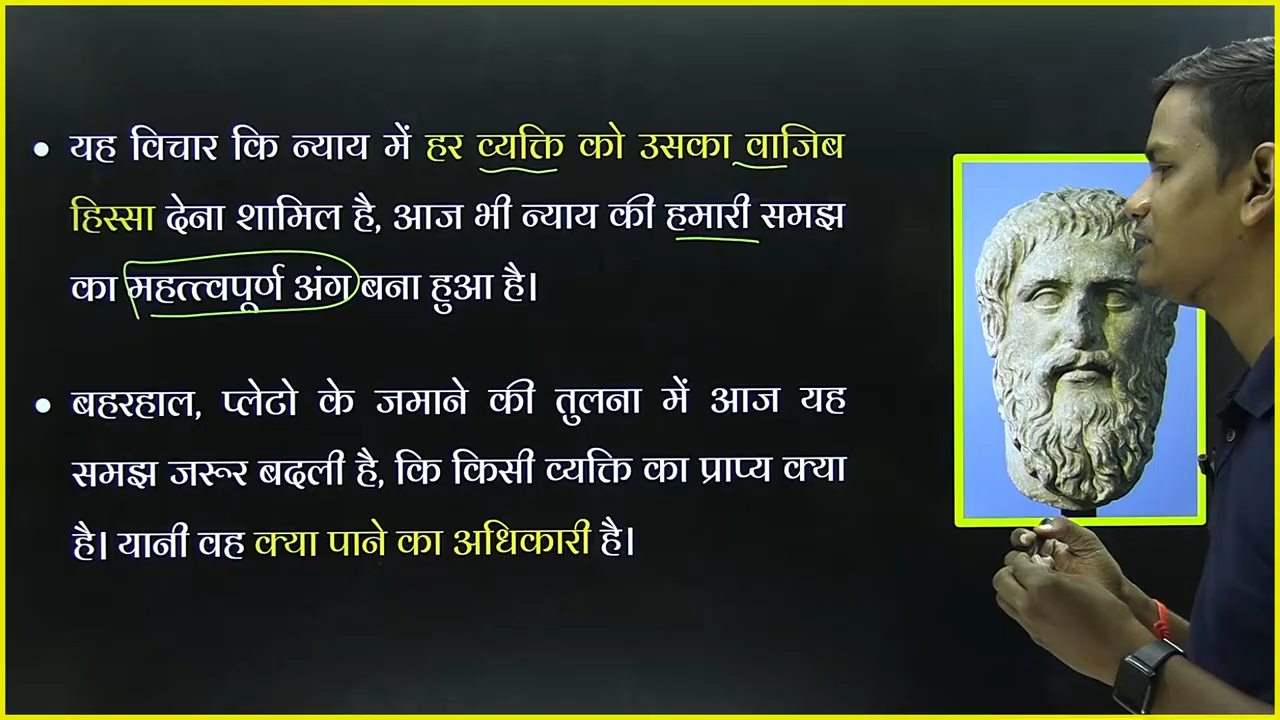 • यह विचार कि न्याय में हर व्यक्ति को उसका वाजिब
हिस्सा देना शामिल है, आज भी न्याय की हमारी समझ
का महत्त्वपूर्ण अंग बना हुआ है।
• बहरहाल, प्लेटो के जमाने की तुलना में आज यह
समझ जरूर बदली है, कि किसी व्यक्ति का प्राप्य क्या
है। यानी वह क्या पाने का अधिकारी है।